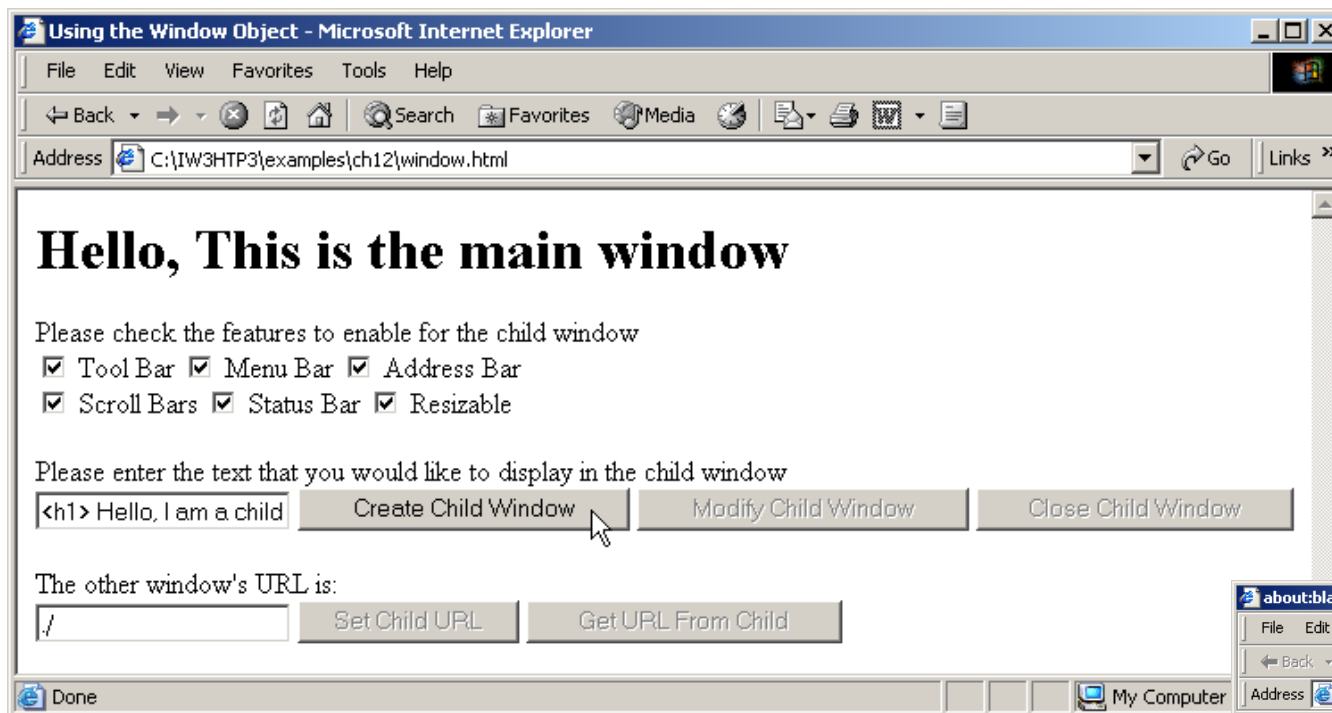 Using the Window Object - Microsoft Internet Explorer
File Edit View Favorites Tools Help
Back Search Favorites Media
Address C:\IW3HTP3\examples\ch12\window.html Go Links »
Hello, This is the main window
Please check the features to enable for the child window
Tool Bar Menu Bar Address Bar
Scroll Bars Status Bar Resizable
Please enter the text that you would like to display in the child window
<h1> Hello, I am a child Create Child Window Modify Child Window Close Child Window
The other window's URL is:
./ Set Child URL Get URL From Child
Done My Computer
about:bla
File Edit
Back
Address